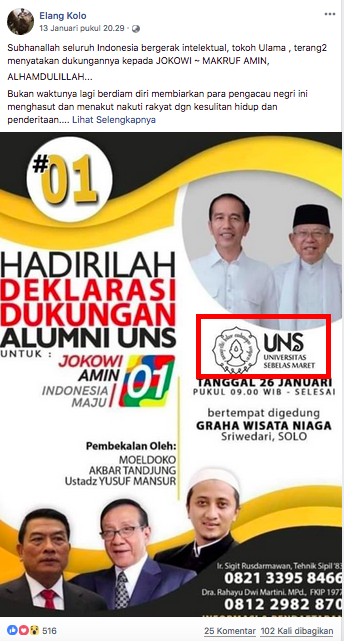 Elang Kolo
13 Januari pukul 20.29 ·
Subhanallah seluruh Indonesia bergerak intelektual, tokoh Ulama , terang2
menyatakan dukungannya kepada JOKOWI ~ MAKRUF AMIN,
ALHAMDULILLAH...
Bukan waktunya lagi berdiam diri membiarkan para pengacau negri ini
menghasut dan menakut nakuti rakyat dgn kesulitan hidup dan
penderitaan.... Lihat Selengkapnya
#01
HADIRILAH
DEKLARASI
DUKUNGAN
ALUMNI UNS
UNTUK :
JOKOWI
AMIN
INDONESIA
MAJU
01
UNS
UNIVERSITAS
SEBELAS MARET
TANGGAL 26 JANUARI
PUKUL 09.00 WIB - SELESAI
bertempat digedung
GRAHA WISATA NIAGA
Sriwedari, SOLO
Pembekalan Oleh:
MOELDOKO
AKBAR TANDJUNG
Ustadz YUSUF MANSUR
Ir. Sigit Rusdarmawan, Tehnik Sipil'83
0821 3395 8466
Dra. Rahayu Dwi Martini, MPd., FKIP 1977
0812 2982 870
516
25 Komentar 102 Kali dibagikan